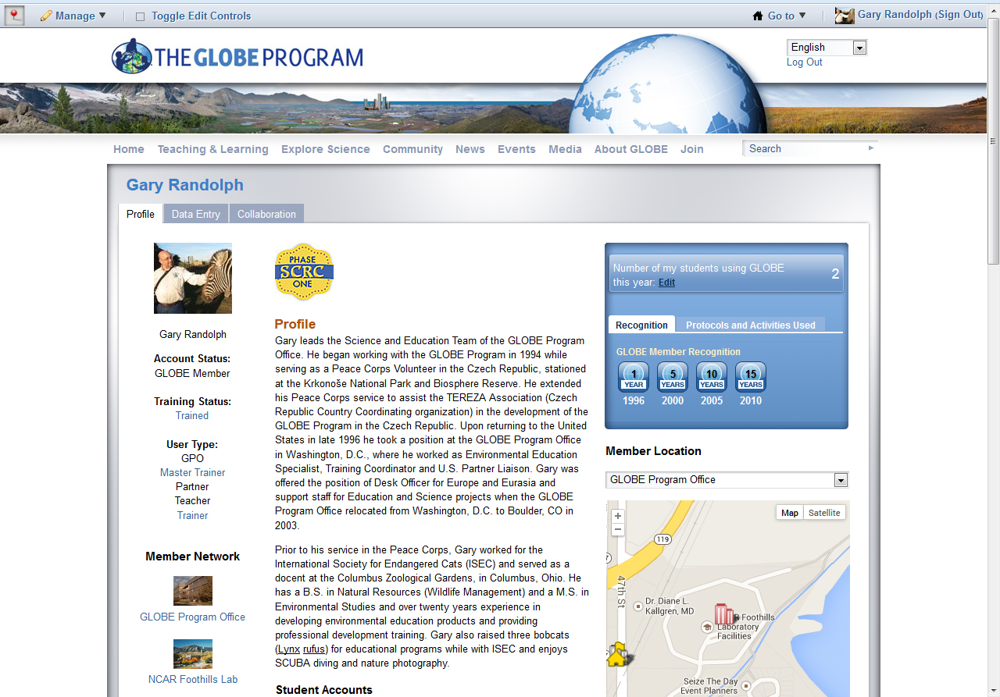 Manage
Toggle Edit Controls
Go to
Gary Randolph (Sign Out)
THE GLOBE PROGRAM
English
Log Out
Home Teaching & Learning Explore Science Community News Events Media About GLOBE Join
Search
Gary Randolph
Profile Data Entry Collaboration
Gary Randolph
Account Status:
GLOBE Member
Training Status:
Trained
User Type:
GPO
Master Trainer
Partner
Teacher
Trainer
Member Network
GLOBE Program Office
NCAR Foothills Lab
PHASE
SCRC
ONE
Profile
Gary leads the Science and Education Team of the GLOBE Program
Office. He began working with the GLOBE Program in 1994 while
serving as a Peace Corps Volunteer in the Czech Republic, stationed
at the Krkonoše National Park and Biosphere Reserve. He extended
his Peace Corps service to assist the TEREZA Association (Czech
Republic Country Coordinating organization) in the development of the
GLOBE Program in the Czech Republic. Upon returning to the United
States in late 1996 he took a position at the GLOBE Program Office
in Washington, D.C., where he worked as Environmental Education
Specialist, Training Coordinator and U.S. Partner Liaison. Gary was
offered the position of Desk Officer for Europe and Eurasia and
support staff for Education and Science projects when the GLOBE
Program Office relocated from Washington, D.C. to Boulder, CO in
2003.
Prior to his service in the Peace Corps, Gary worked for the
International Society for Endangered Cats (ISEC) and served as a
docent at the Columbus Zoological Gardens, in Columbus, Ohio. He
has a B.S. in Natural Resources (Wildlife Management) and a M.S. in
Environmental Studies and over twenty years experience in
developing environmental education products and providing
professional development training. Gary also raised three bobcats
(Lynx rufus) for educational programs while with ISEC and enjoys
SCUBA diving and nature photography.
Student Accounts
Number of my students using GLOBE
this year: Edit
2
Recognition Protocols and Activities Used
GLOBE Member Recognition
1 YEAR 5 YEARS 10 YEARS 15 YEARS
1996 2000 2005 2010
Member Location
GLOBE Program Office
+
−
Map Satellite
119
47th St
Dr. Diane L.
Kallgren, MD
Foothills
Laboratory
Facilities
Seize The Day
Event Planners